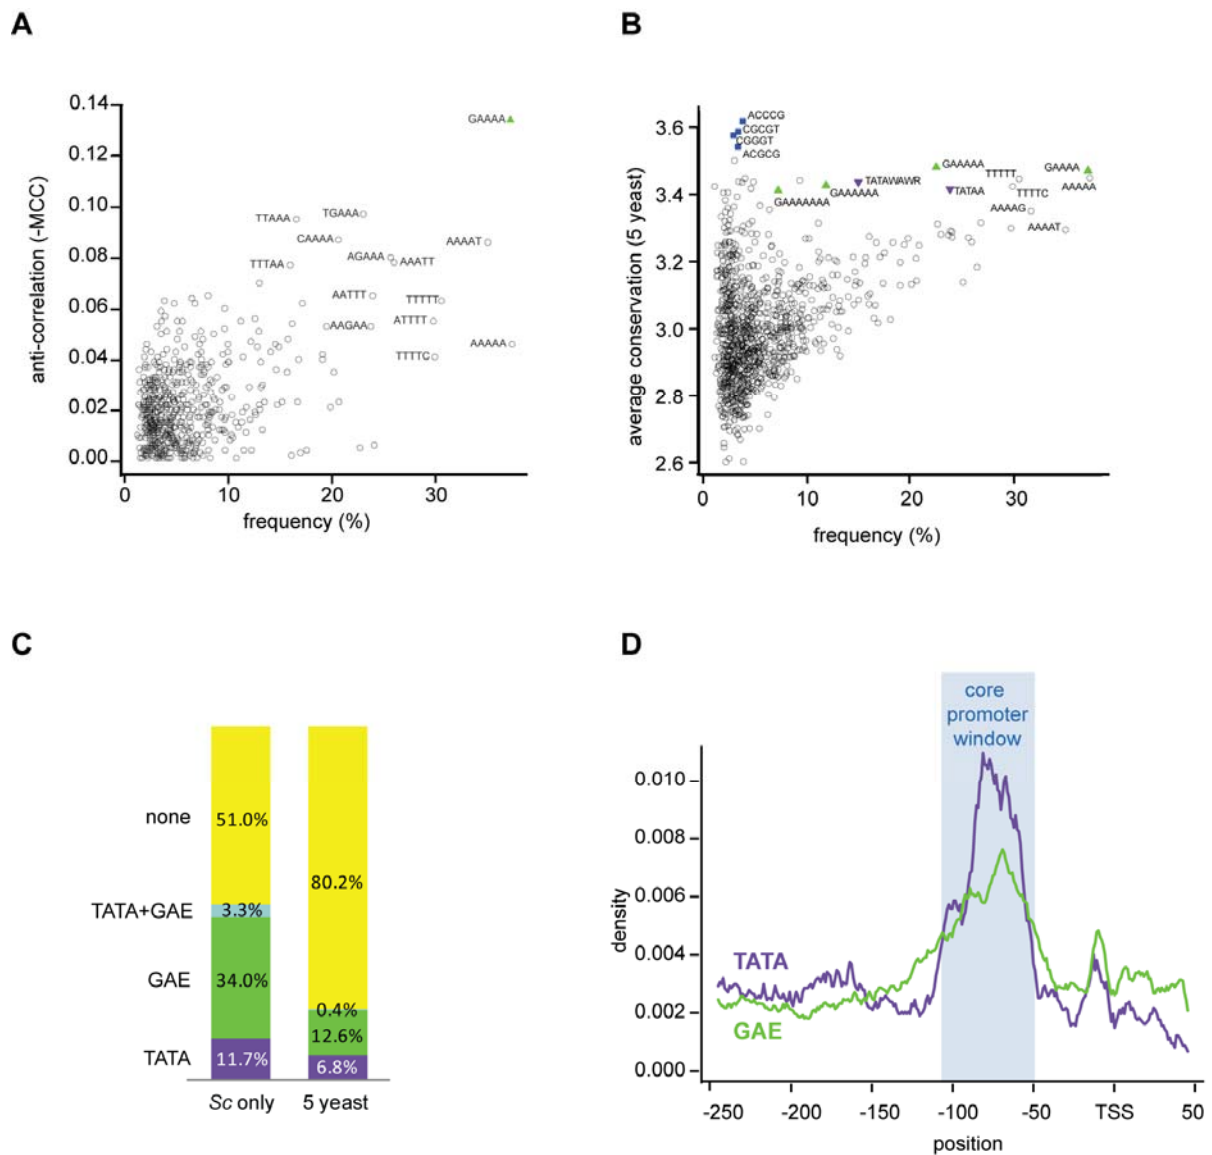 A
anti-correlation (-MCC)
0.14
0.12
0.10
0.08
0.06
0.04
0.02
0.00
GAAAA
TTAAA
TGAAA
CAAAA
AAAAT
TTTAA
AGAAA
AAATT
AATTT
TTTTT
AAGAA
ATTTT
AAAAA
TTTTC
0
10
20
30
frequency (%)
B
average conservation (5 yeast)
3.6
3.4
3.2
3.0
2.8
2.6
ACCCG
CGCGT
CGGGT
ACGCG
GAAAAA
TTTTT
GAAAA
TATAWAWR
GAAAAAA
TATAA
TTTTC
AAAAA
GAAAAAAA
AAAAG
AAAAT
0
10
20
30
frequency (%)
C
none
51.0%
80.2%
TATA+GAE
3.3%
GAE
34.0%
0.4%
12.6%
TATA
11.7%
6.8%
Sc only
5 yeast
D
core
promoter
window
density
0.010
0.008
0.006
0.004
0.002
0.000
TATA
GAE
-250
-200
-150
-100
-50
TSS
50
position